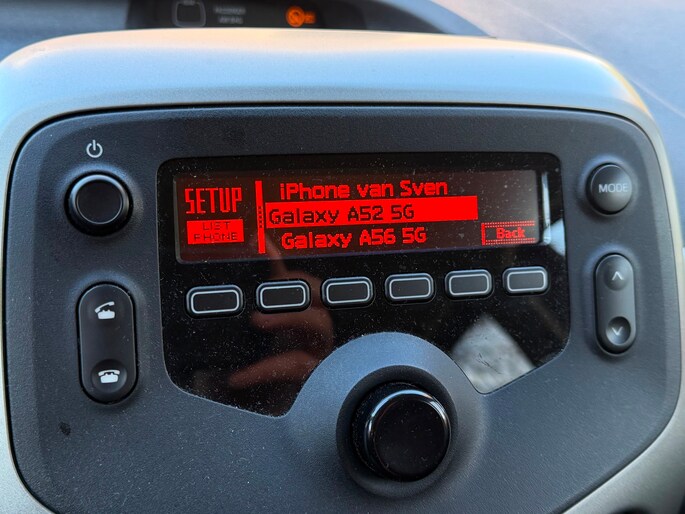 SETUP
LIST
PHONE
iPhone van Sven
Galaxy A52 5G
Galaxy A56 5G
Back
MODE